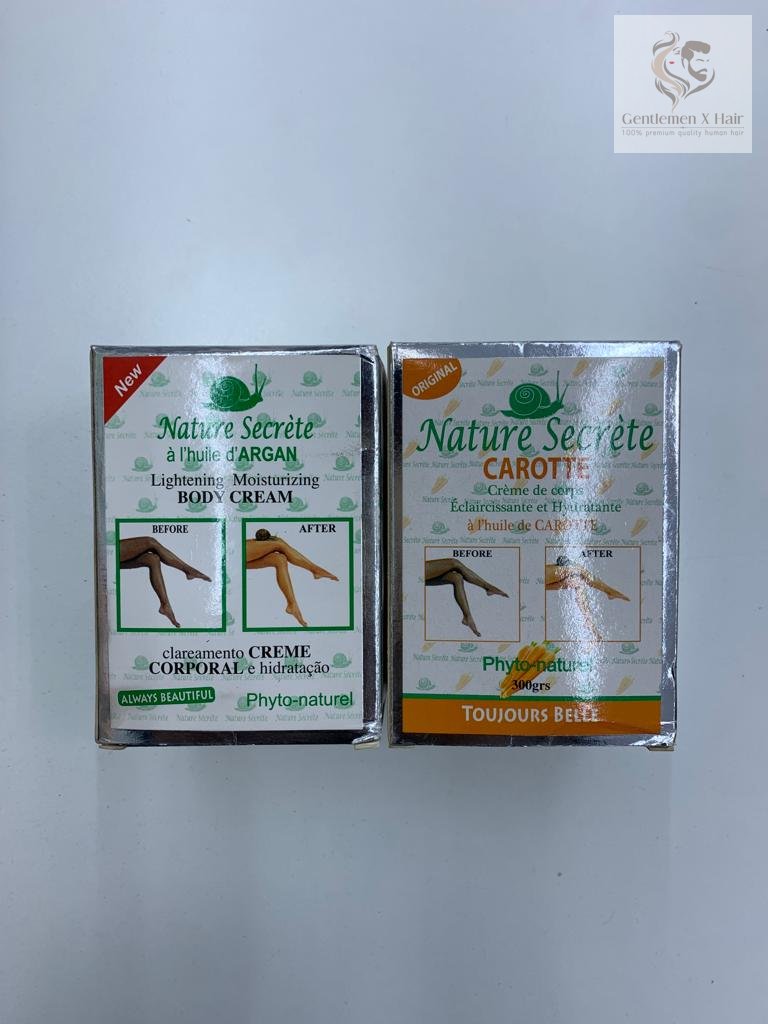 Gentlemen X Hair
100% premium quality human hair
New
Nature Secrète
à l'huile d'ARGAN
Lightening Moisturizing
BODY CREAM
BEFORE
AFTER
clareamento CREME
CORPORAL e hidratação
ALWAYS BEAUTIFUL
Phyto-naturel
ORIGINAL
Nature Secrète
CAROTTE
Crème de corps
Éclaircissante et Hydratante
à l'huile de CAROTTE
BEFORE
AFTER
Phyto-naturel
300grs
TOUJOURS BELLE